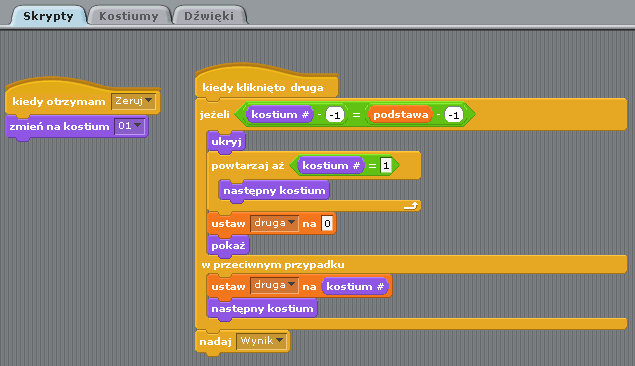 Skrypty Kostiumy Dźwięki
kiedy otrzymam Zeruj
zmień na kostium 01
kiedy kliknięto druga
jeżeli kostium # - -1 = podstawa - -1
ukryj
powtarzaj aż kostium # = 1
następny kostium
ustaw druga na 0
pokaż
w przeciwnym przypadku
ustaw druga na kostium #
następny kostium
nadaj Wynik